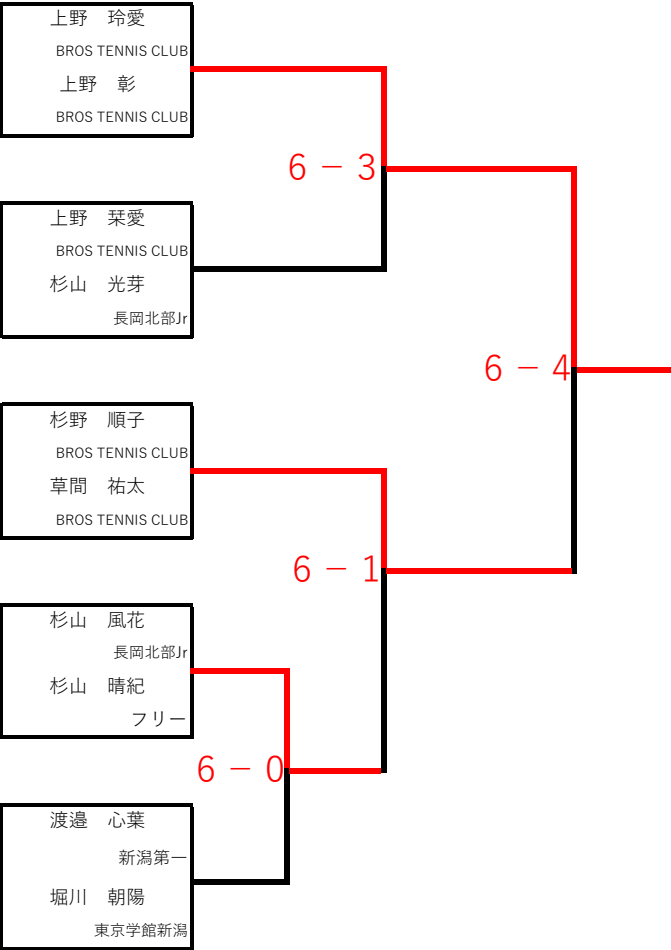 上野　玲愛
BROS TENNIS CLUB
上野　彰
BROS TENNIS CLUB
6 － 3
上野　栞愛
BROS TENNIS CLUB
杉山　光芽
長岡北部Jr
6 － 4
杉野　順子
BROS TENNIS CLUB
草間　祐太
BROS TENNIS CLUB
6 － 1
杉山　風花
長岡北部Jr
杉山　晴紀
フリー
6 － 0
渡邉　心葉
新潟第一
堀川　朝陽
東京学館新潟